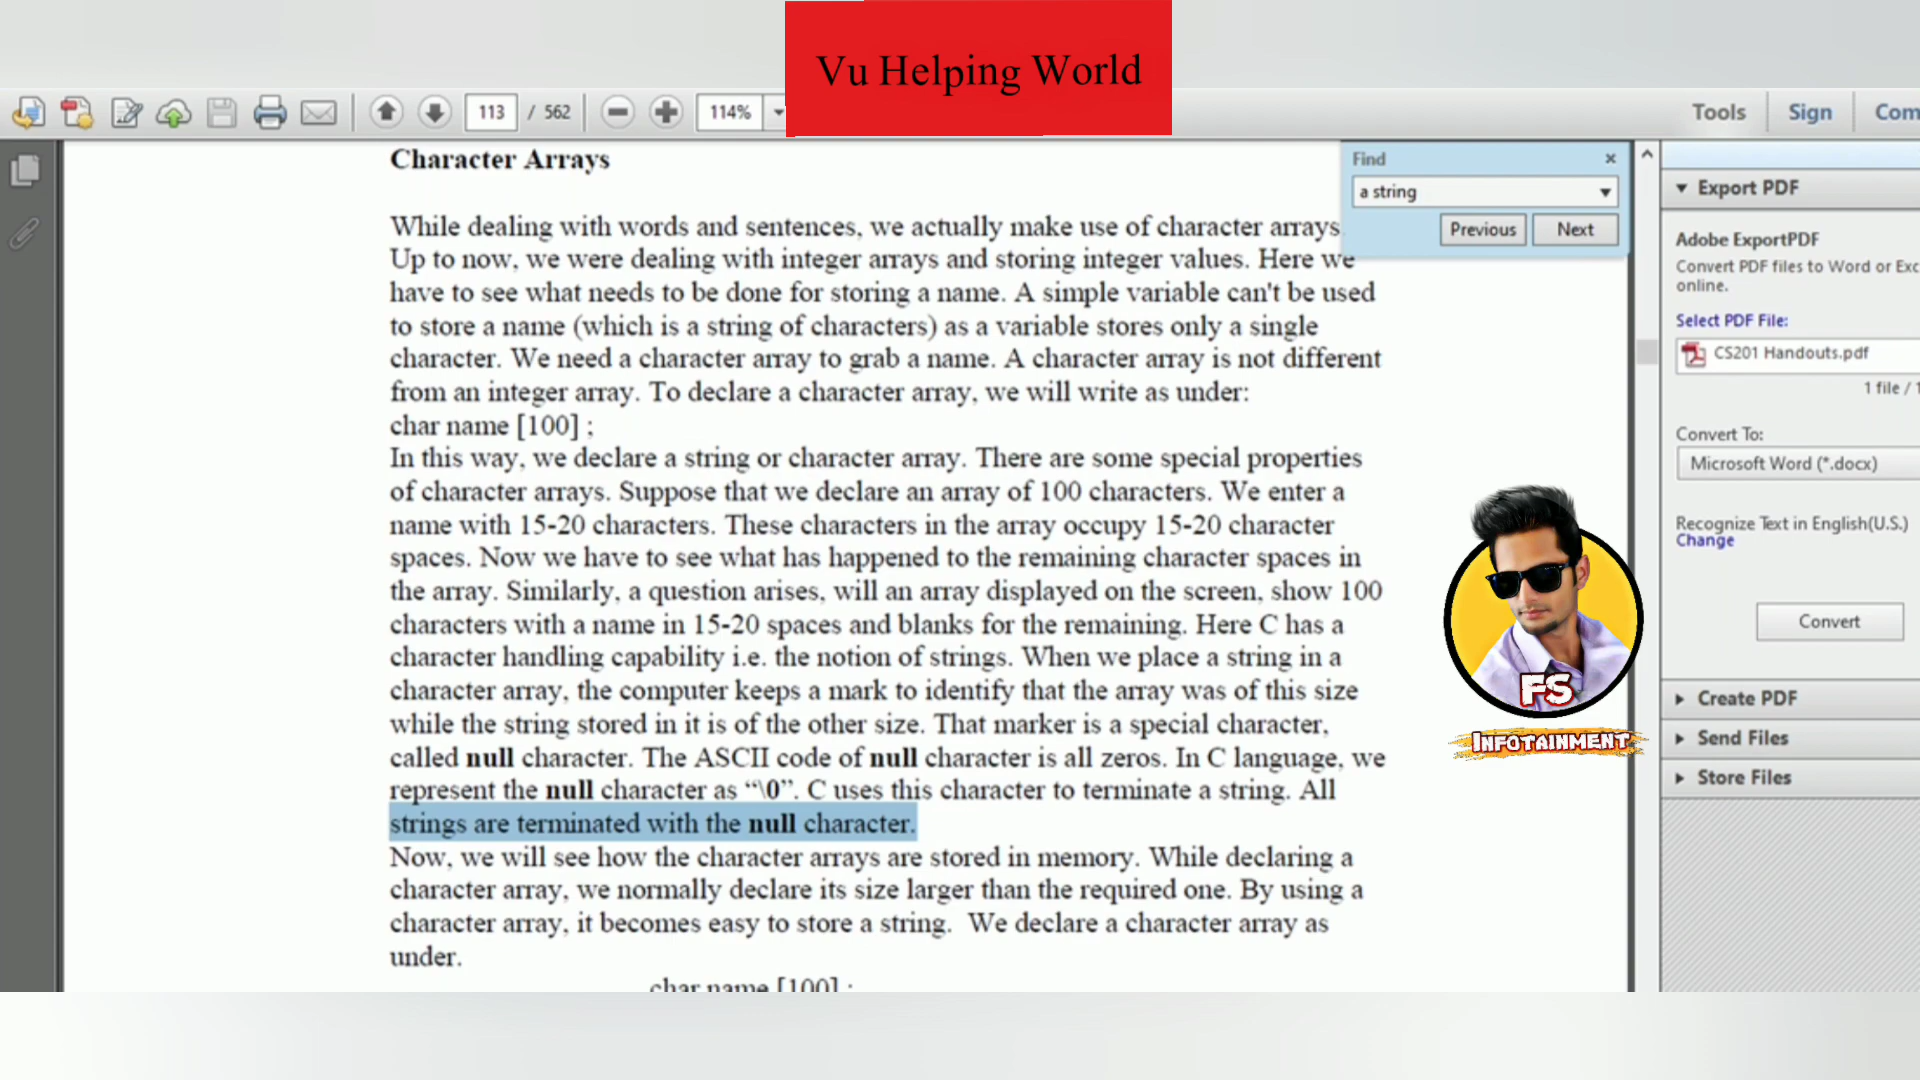 Vu Helping World
113 / 562
114%
Tools
Sign
Com
Character Arrays
While dealing with words and sentences, we actually make use of character arrays
Up to now, we were dealing with integer arrays and storing integer values. Here we
have to see what needs to be done for storing a name. A simple variable can't be used
to store a name (which is a string of characters) as a variable stores only a single
character. We need a character array to grab a name. A character array is not different
from an integer array. To declare a character array, we will write as under:
char name [100] ;
In this way, we declare a string or character array. There are some special properties
of character arrays. Suppose that we declare an array of 100 characters. We enter a
name with 15-20 characters. These characters in the array occupy 15-20 character
spaces. Now we have to see what has happened to the remaining character spaces in
the array. Similarly, a question arises, will an array displayed on the screen, show 100
characters with a name in 15-20 spaces and blanks for the remaining. Here C has a
character handling capability i.e. the notion of strings. When we place a string in a
character array, the computer keeps a mark to identify that the array was of this size
while the string stored in it is of the other size. That marker is a special character,
called null character. The ASCII code of null character is all zeros. In C language, we
represent the null character as “\0”. C uses this character to terminate a string. All
strings are terminated with the null character.
Now, we will see how the character arrays are stored in memory. While declaring a
character array, we normally declare its size larger than the required one. By using a
character array, it becomes easy to store a string. We declare a character array as
under.
char name [100] ;
Find
a string
Previous
Next
FS
INFOTAINMENT
Export PDF
Adobe ExportPDF
Convert PDF files to Word or Exc
online.
Select PDF File:
CS201 Handouts.pdf
1 file / 1
Convert To:
Microsoft Word (*.docx)
Recognize Text in English(U.S.)
Change
Convert
Create PDF
Send Files
Store Files